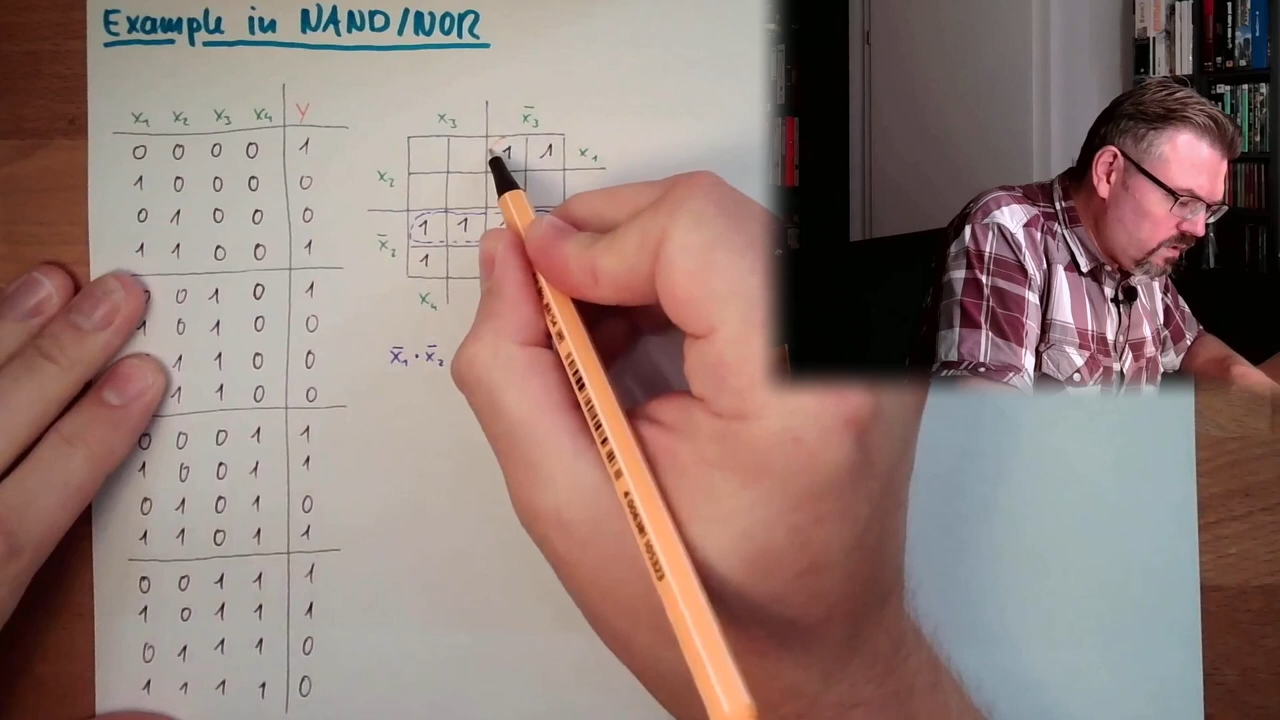 Example in NAND/NOR
x₁ x₂ x₃ x₄ Y
0 0 0 0 1
1 0 0 0 0
0 1 0 0 0
1 1 0 0 1
0 1 0 1
0 1 0 0
1 1 0 0
1 1 0 0
0 0 0 1 1
1 0 0 1 1
0 1 0 1 0
1 1 0 1 1
0 0 1 1 1
1 0 1 1 1
0 1 1 1 0
1 1 1 1 0
x₃ x̄₃
1 1 x₁
x₂
1 1
x̄₂
1
x₄
x̄₁ · x̄₂